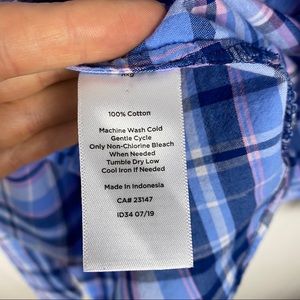 100% Cotton
Machine Wash Cold
Gentle Cycle
Only Non-Chlorine Bleach
When Needed
Tumble Dry Low
Cool Iron If Needed
Made In Indonesia
CA# 23147
ID34 07/19